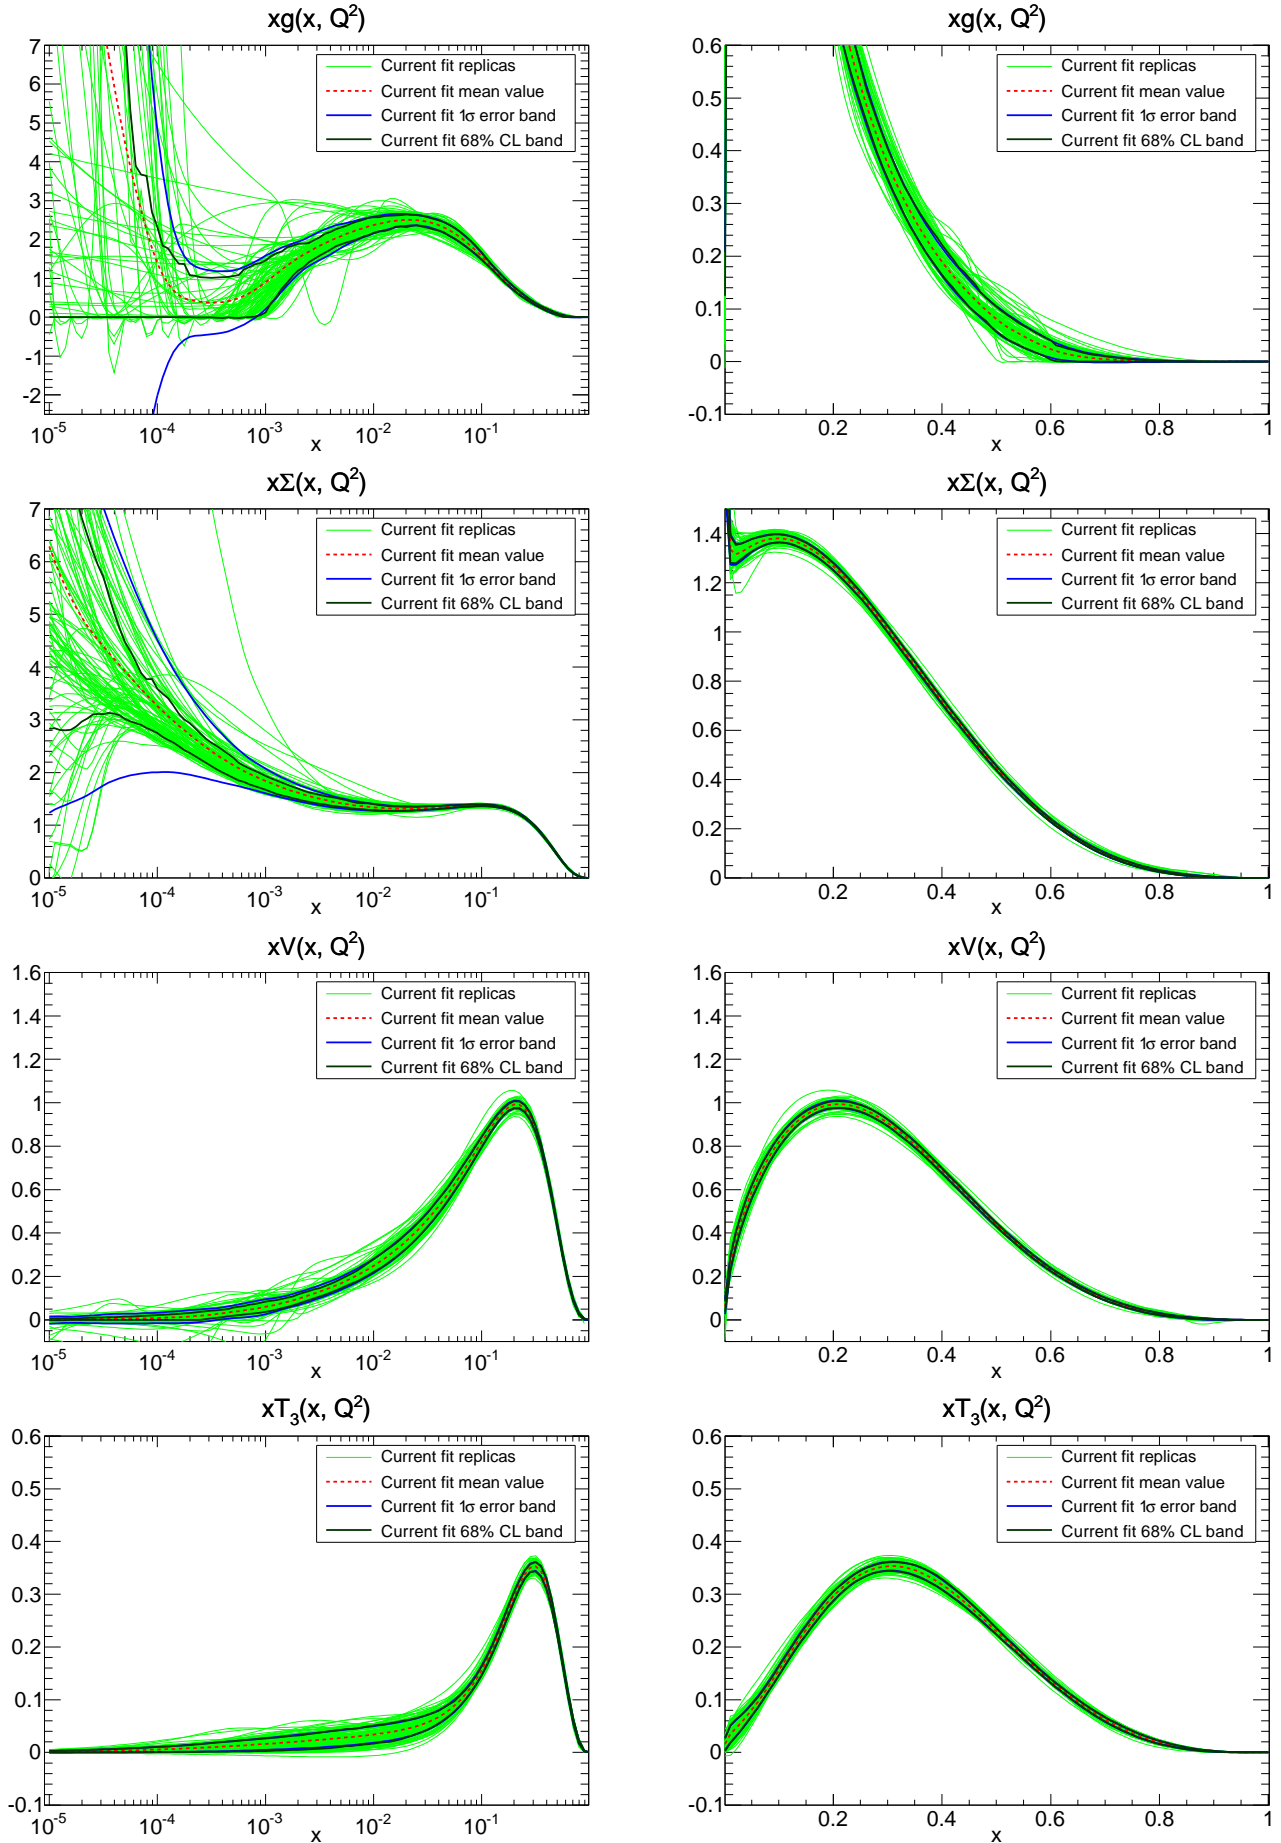 xg(x, Q²)
7
6
5
4
3
2
1
0
-1
-2
Current fit replicas
Current fit mean value
Current fit 1σ error band
Current fit 68% CL band
10⁻⁵ 10⁻⁴ 10⁻³ 10⁻² 10⁻¹
x
xg(x, Q²)
0.6
0.5
0.4
0.3
0.2
0.1
0
-0.1
Current fit replicas
Current fit mean value
Current fit 1σ error band
Current fit 68% CL band
0.2 0.4 0.6 0.8 1
x
xΣ(x, Q²)
7
6
5
4
3
2
1
0
Current fit replicas
Current fit mean value
Current fit 1σ error band
Current fit 68% CL band
10⁻⁵ 10⁻⁴ 10⁻³ 10⁻² 10⁻¹
x
xΣ(x, Q²)
1.4
1.2
1
0.8
0.6
0.4
0.2
0
Current fit replicas
Current fit mean value
Current fit 1σ error band
Current fit 68% CL band
0.2 0.4 0.6 0.8 1
x
xV(x, Q²)
1.6
1.4
1.2
1
0.8
0.6
0.4
0.2
0
Current fit replicas
Current fit mean value
Current fit 1σ error band
Current fit 68% CL band
10⁻⁵ 10⁻⁴ 10⁻³ 10⁻² 10⁻¹
x
xV(x, Q²)
1.6
1.4
1.2
1
0.8
0.6
0.4
0.2
0
Current fit replicas
Current fit mean value
Current fit 1σ error band
Current fit 68% CL band
0.2 0.4 0.6 0.8 1
x
xT₃(x, Q²)
0.6
0.5
0.4
0.3
0.2
0.1
0
-0.1
Current fit replicas
Current fit mean value
Current fit 1σ error band
Current fit 68% CL band
10⁻⁵ 10⁻⁴ 10⁻³ 10⁻² 10⁻¹
x
xT₃(x, Q²)
0.6
0.5
0.4
0.3
0.2
0.1
0
-0.1
Current fit replicas
Current fit mean value
Current fit 1σ error band
Current fit 68% CL band
0.2 0.4 0.6 0.8 1
x